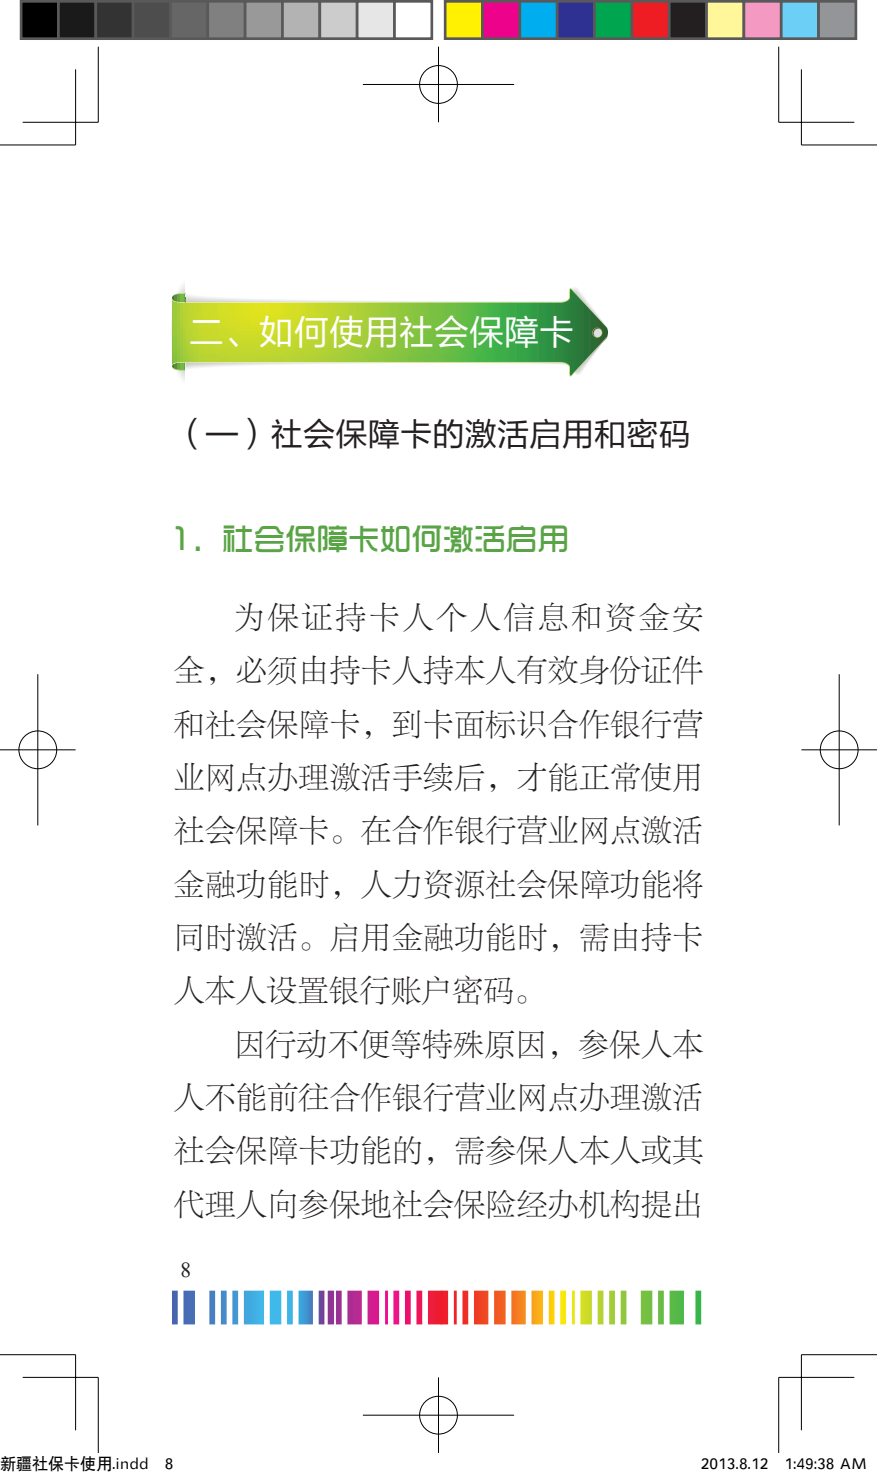 二、如何使用社会保障卡
（一）社会保障卡的激活启用和密码
1. 社会保障卡如何激活启用
为保证持卡人个人信息和资金安
全，必须由持卡人持本人有效身份证件
和社会保障卡，到卡面标识合作银行营
业网点办理激活手续后，才能正常使用
社会保障卡。在合作银行营业网点激活
金融功能时，人力资源社会保障功能将
同时激活。启用金融功能时，需由持卡
人本人设置银行账户密码。
因行动不便等特殊原因，参保人本
人不能前往合作银行营业网点办理激活
社会保障卡功能的，需参保人本人或其
代理人向参保地社会保险经办机构提出
8
新疆社保卡使用.indd 8 2013.8.12 1:49:38 AM